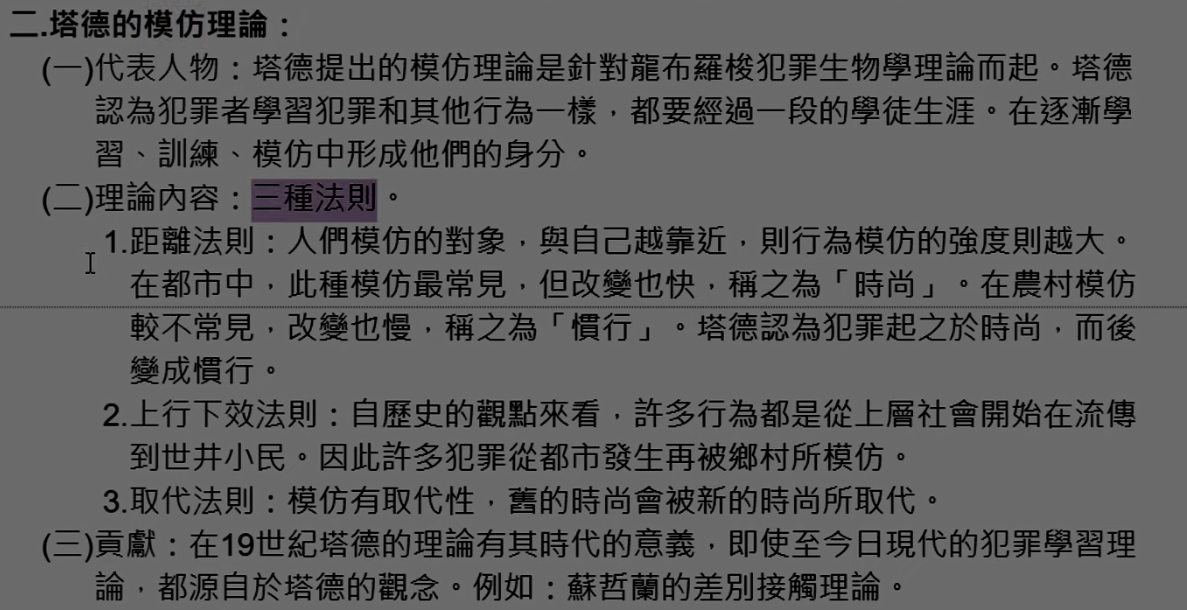 二.塔德的模仿理論：
(一)代表人物：塔德提出的模仿理論是針對龍布羅梭犯罪生物學理論而起。塔德
認為犯罪者學習犯罪和其他行為一樣，都要經過一段的學徒生涯。在逐漸學
習、訓練、模仿中形成他們的身分。
(二)理論內容：三種法則。
1.距離法則：人們模仿的對象，與自己越靠近，則行為模仿的強度則越大。
在都市中，此種模仿最常見，但改變也快，稱之為「時尚」。在農村模仿
較不常見，改變也慢，稱之為「慣行」。塔德認為犯罪起之於時尚，而後
變成慣行。
2.上行下效法則：自歷史的觀點來看，許多行為都是從上層社會開始在流傳
到世井小民。因此許多犯罪從都市發生再被鄉村所模仿。
3.取代法則：模仿有取代性，舊的時尚會被新的時尚所取代。
(三)貢獻：在19世紀塔德的理論有其時代的意義，即使至今日現代的犯罪學習理
論，都源自於塔德的觀念。例如：蘇哲蘭的差別接觸理論。